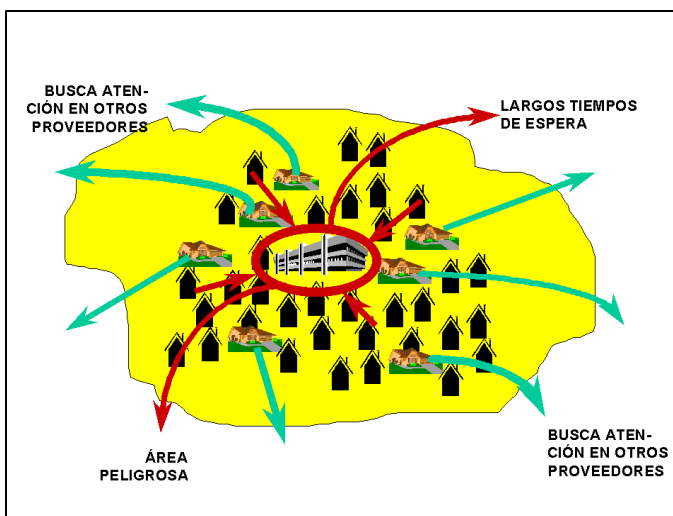 BUSCA ATEN-
CIÓN EN OTROS
PROVEEDORES
LARGOS TIEMPOS
DE ESPERA
ÁREA
PELIGROSA
BUSCA ATEN-
CIÓN EN OTROS
PROVEEDORES